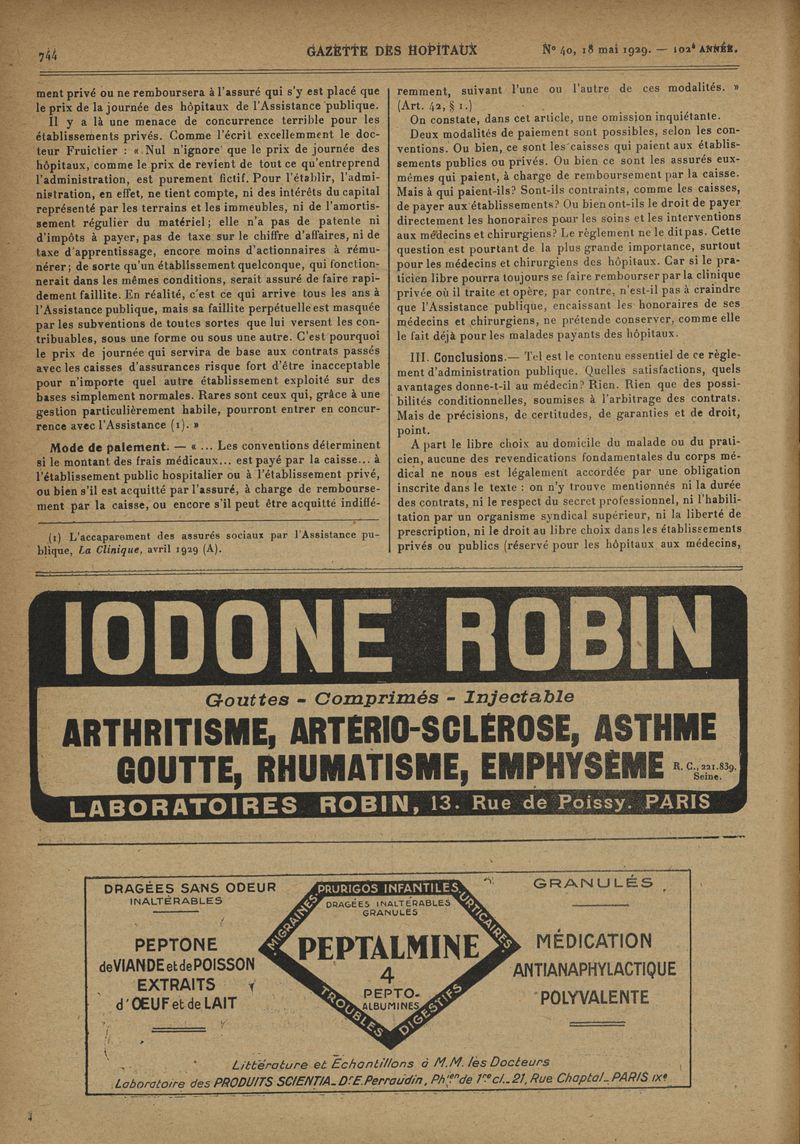 744
GAZETTE DES HOPITAUX
N° 40, 18 mai 1929. — 102e ANNÉE.
ment privé ou ne remboursera à l'assuré qui s'y est placé que
le prix de la journée des hôpitaux de l'Assistance publique.
Il y a là une menace de concurrence terrible pour les
établissements privés. Comme l'écrit excellemment le doc-
teur Fruictier : « Nul n'ignore que le prix de journée des
hôpitaux, comme le prix de revient de tout ce qu'entreprend
l'administration, est purement fictif. Pour l'établir, l'admi-
nistration, en effet, ne tient compte, ni des intérêts du capital
représenté par les terrains et les immeubles, ni de l'amortis-
sement régulier du matériel ; elle n'a pas de patente ni
d'impôts à payer, pas de taxe sur le chiffre d'affaires, ni de
taxe d'apprentissage, encore moins d'actionnaires à rému-
nérer ; de sorte qu'un établissement quelconque, qui fonction-
nerait dans les mêmes conditions, serait assuré de faire rapi-
dement faillite. En réalité, c'est ce qui arrive tous les ans à
l'Assistance publique, mais sa faillite perpétuelle est masquée
par les subventions de toutes sortes que lui versent les con-
tribuables, sous une forme ou sous une autre. C'est pourquoi
le prix de journée qui servira de base aux contrats passés
avec les caisses d'assurances risque fort d'être inacceptable
pour n'importe quel autre établissement exploité sur des
bases simplement normales. Rares sont ceux qui, grâce à une
gestion particulièrement habile, pourront entrer en concur-
rence avec l'Assistance (1). »
Mode de paiement. — « ... Les conventions déterminent
si le montant des frais médicaux... est payé par la caisse... à
l'établissement public hospitalier ou à l'établissement privé,
ou bien s'il est acquitté par l'assuré, à charge de rembourse-
ment par la caisse, ou encore s'il peut être acquitté indiffé-
(1) L'accaparement des assurés sociaux par l'Assistance pu-
blique, La Clinique, avril 1929 (A).
remment, suivant l'une ou l'autre de ces modalités. »
(Art. 42, § 1.)
On constate, dans cet article, une omission inquiétante.
Deux modalités de paiement sont possibles, selon les con-
ventions. Ou bien, ce sont les caisses qui paient aux établis-
sements publics ou privés. Ou bien ce sont les assurés eux-
mêmes qui paient, à charge de remboursement par la caisse.
Mais à qui paient-ils? Sont-ils contraints, comme les caisses,
de payer aux établissements? Ou bien ont-ils le droit de payer
directement les honoraires pour les soins et les interventions
aux médecins et chirurgiens? Le règlement ne le dit pas. Cette
question est pourtant de la plus grande importance, surtout
pour les médecins et chirurgiens des hôpitaux. Car si le pra-
ticien libre pourra toujours se faire rembourser par la clinique
privée où il traite et opère, par contre, n'est-il pas à craindre
que l'Assistance publique, encaissant les honoraires de ses
médecins et chirurgiens, ne prétende conserver, comme elle
le fait déjà pour les malades payants des hôpitaux.
III. Conclusions. — Tel est le contenu essentiel de ce règle-
ment d'administration publique. Quelles satisfactions, quels
avantages donne-t-il au médecin? Rien. Rien que des possi-
bilités conditionnelles, soumises à l'arbitrage des contrats.
Mais de précisions, de certitudes, de garanties et de droit,
point.
A part le libre choix au domicile du malade ou du prati-
cien, aucune des revendications fondamentales du corps mé-
dical ne nous est légalement accordée par une obligation
inscrite dans le texte : on n'y trouve mentionnés ni la durée
des contrats, ni le respect du secret professionnel, ni l'habili-
tation par un organisme syndical supérieur, ni la liberté de
prescription, ni le droit au libre choix dans les établissements
privés ou publics (réservé pour les hôpitaux aux médecins,
IODONE ROBIN
Gouttes - Comprimés - Injectable
ARTHRITISME, ARTÉRIO-SCLÉROSE, ASTHME
GOUTTE, RHUMATISME, EMPHYSÈME
R. C., 221.839.
Seine.
LABORATOIRES ROBIN, 13. Rue de Poissy. PARIS
DRAGÉES SANS ODEUR
INALTÉRABLES
PEPTONE
de VIANDE et de POISSON
EXTRAITS
d'ŒUF et de LAIT
PRURIGOS INFANTILES
MIGRAINES
URTICAIRES
DRAGÉES INALTÉRABLES
GRANULÉS
PEPTALMINE
4
PEPTO-
ALBUMINES
TROUBLES
DIGESTIFS
GRANULÉS
MÉDICATION
ANTIANAPHYLACTIQUE
POLYVALENTE
Littérature et Échantillons à M.M. les Docteurs
Laboratoire des PRODUITS SCIENTIA_Dr E. Perraudin, Phien de 1re cl._21, Rue Chaptal_PARIS IXe